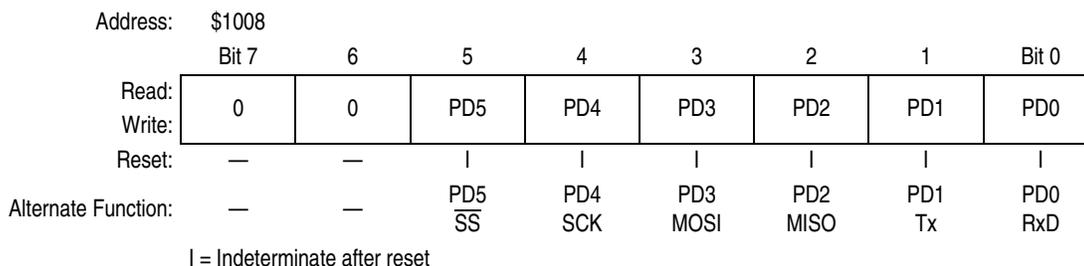 Address: $1008
Bit 7 6 5 4 3 2 1 Bit 0
Read:
Write:
0 0 PD5 PD4 PD3 PD2 PD1 PD0
Reset: — — I I I I I I
Alternate Function: — — PD5 PD4 PD3 PD2 PD1 PD0
SS SCK MOSI MISO Tx RxD
I = Indeterminate after reset